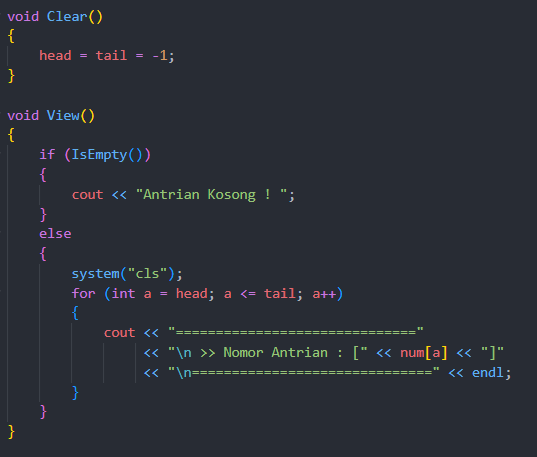 void Clear()
{
    head = tail = -1;
}

void View()
{
    if (IsEmpty())
    {
        cout << "Antrian Kosong ! ";
    }
    else
    {
        system("cls");
        for (int a = head; a <= tail; a++)
        {
            cout << "=============================="
                 << "\n >> Nomor Antrian : [" << num[a] << "]"
                 << "\n==============================" << endl;
        }
    }
}